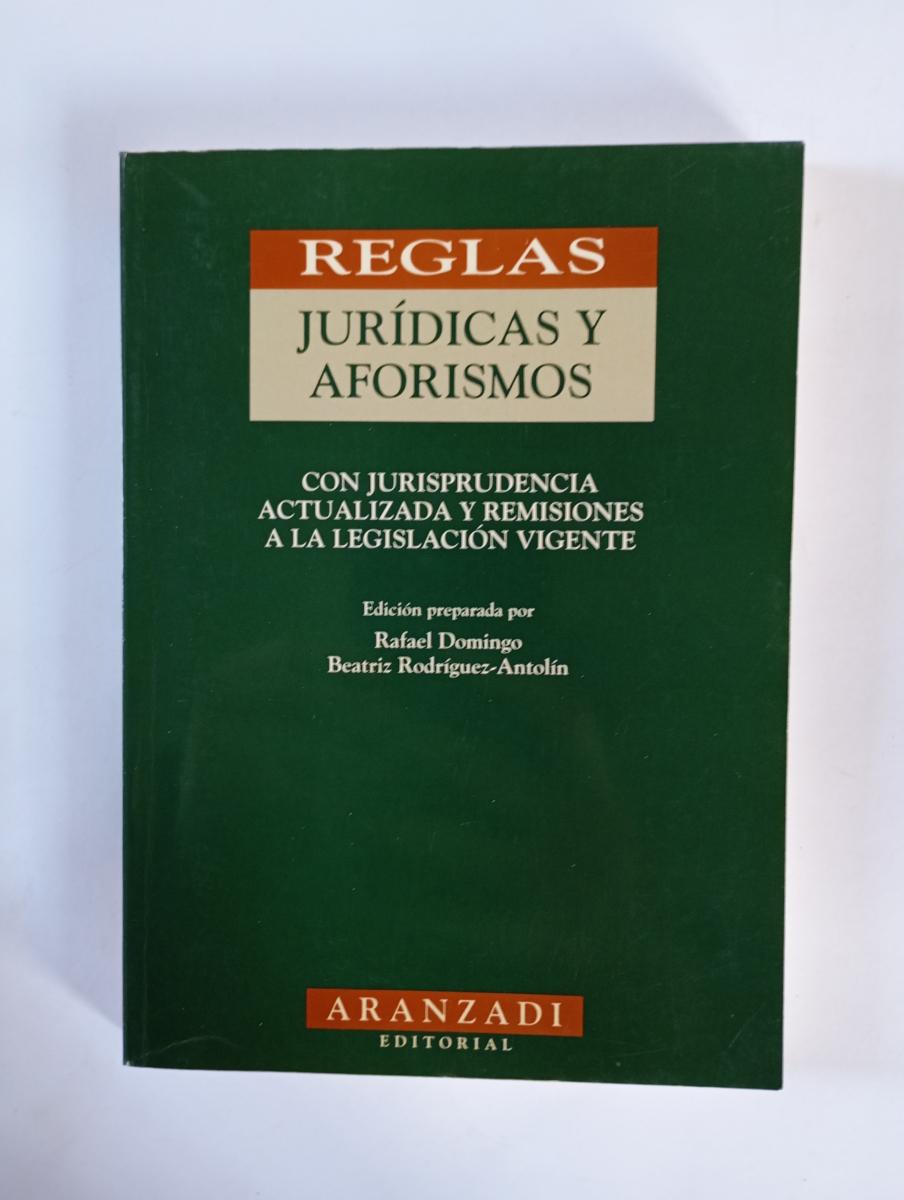 REGLAS
JURÍDICAS Y
AFORISMOS
CON JURISPRUDENCIA
ACTUALIZADA Y REMISIONES
A LA LEGISLACIÓN VIGENTE
Edición preparada por
Rafael Domingo
Beatriz Rodríguez-Antolín
ARANZADI
EDITORIAL